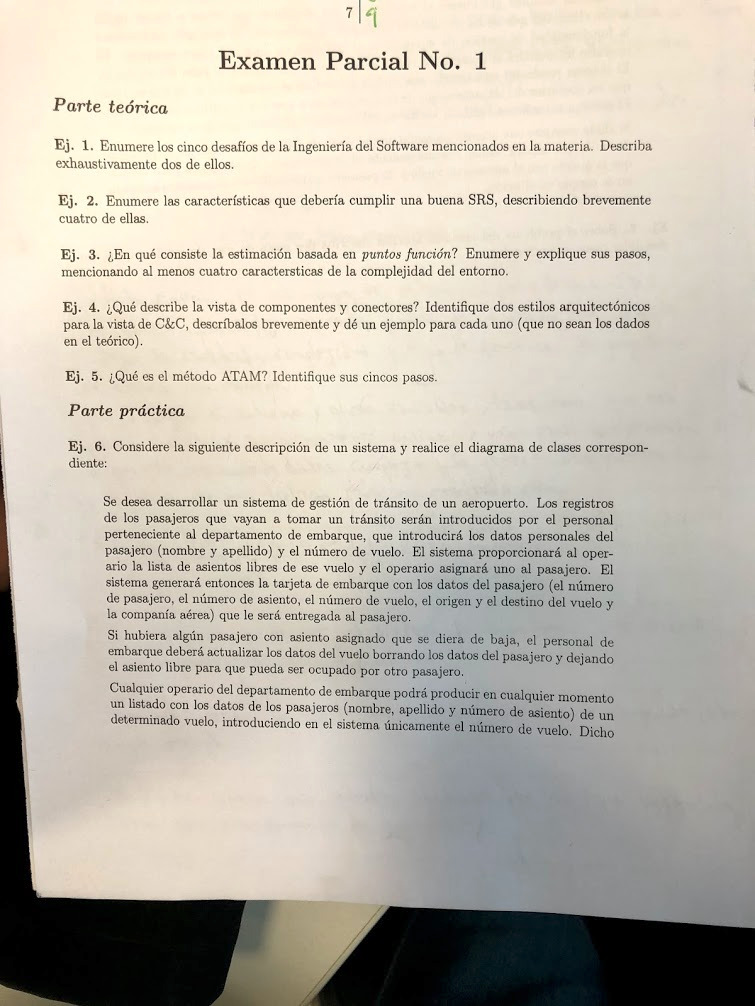 7 | 9
Examen Parcial No. 1
Parte teórica
Ej. 1. Enumere los cinco desafíos de la Ingeniería del Software mencionados en la materia. Describa
exhaustivamente dos de ellos.
Ej. 2. Enumere las características que debería cumplir una buena SRS, describiendo brevemente
cuatro de ellas.
Ej. 3. ¿En qué consiste la estimación basada en puntos función? Enumere y explique sus pasos,
mencionando al menos cuatro caractersticas de la complejidad del entorno.
Ej. 4. ¿Qué describe la vista de componentes y conectores? Identifique dos estilos arquitectónicos
para la vista de C&C, descríbalos brevemente y dé un ejemplo para cada uno (que no sean los dados
en el teórico).
Ej. 5. ¿Qué es el método ATAM? Identifique sus cincos pasos.
Parte práctica
Ej. 6. Considere la siguiente descripción de un sistema y realice el diagrama de clases correspon-
diente:
Se desea desarrollar un sistema de gestión de tránsito de un aeropuerto. Los registros
de los pasajeros que vayan a tomar un tránsito serán introducidos por el personal
perteneciente al departamento de embarque, que introducirá los datos personales del
pasajero (nombre y apellido) y el número de vuelo. El sistema proporcionará al oper-
ario la lista de asientos libres de ese vuelo y el operario asignará uno al pasajero. El
sistema generará entonces la tarjeta de embarque con los datos del pasajero (el número
de pasajero, el número de asiento, el número de vuelo, el origen y el destino del vuelo y
la companía aérea) que le será entregada al pasajero.
Si hubiera algún pasajero con asiento asignado que se diera de baja, el personal de
embarque deberá actualizar los datos del vuelo borrando los datos del pasajero y dejando
el asiento libre para que pueda ser ocupado por otro pasajero.
Cualquier operario del departamento de embarque podrá producir en cualquier momento
un listado con los datos de los pasajeros (nombre, apellido y número de asiento) de un
determinado vuelo, introduciendo en el sistema únicamente el número de vuelo. Dicho